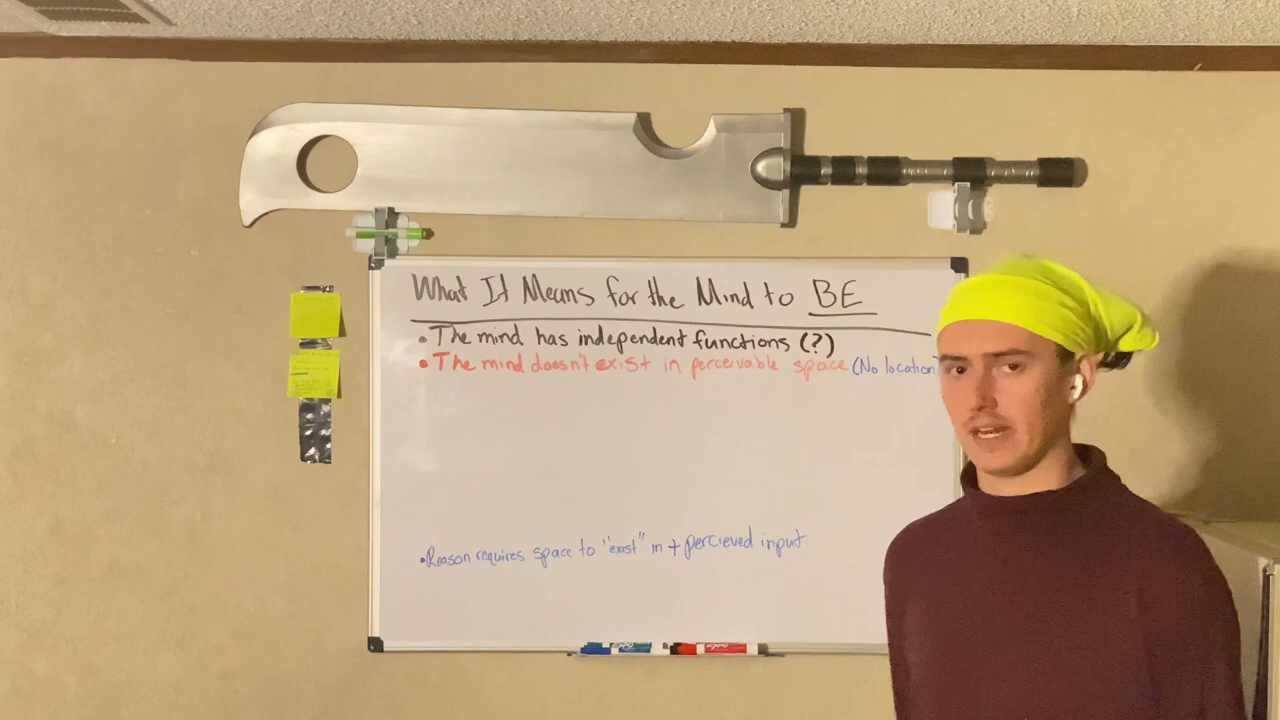 What It Means for the Mind to BE
• The mind has independent functions (?)
• The mind doesn't exist in perceivable space (No location
• Reason requires space to "exist" in + percieved input